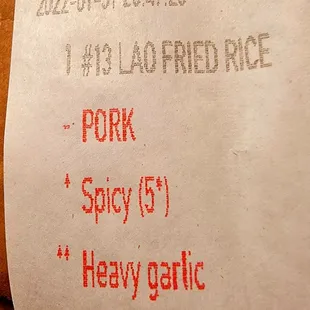 1 #13 LAO FRIED RICE
- PORK
* Spicy (5*)
** Heavy garlic